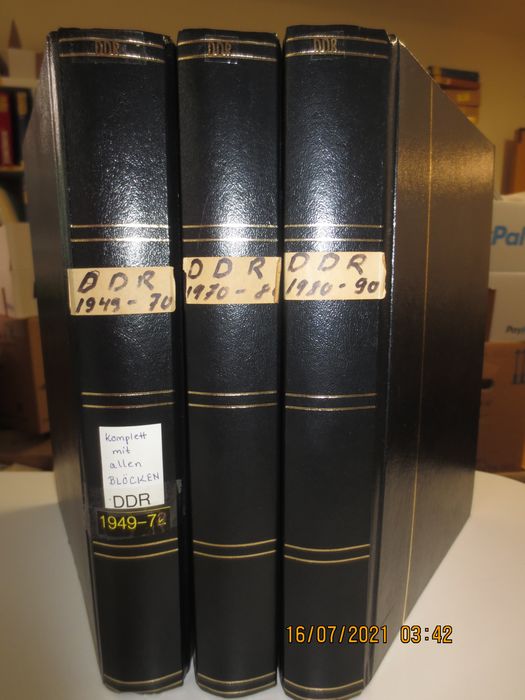 DDR
DDR
DDR
DDR
1949-70
DDR
1970-8
DDR
1980-90
Komplett
mit
allen
BLÖCKEN
DDR
1949-72
16/07/2021 03:42